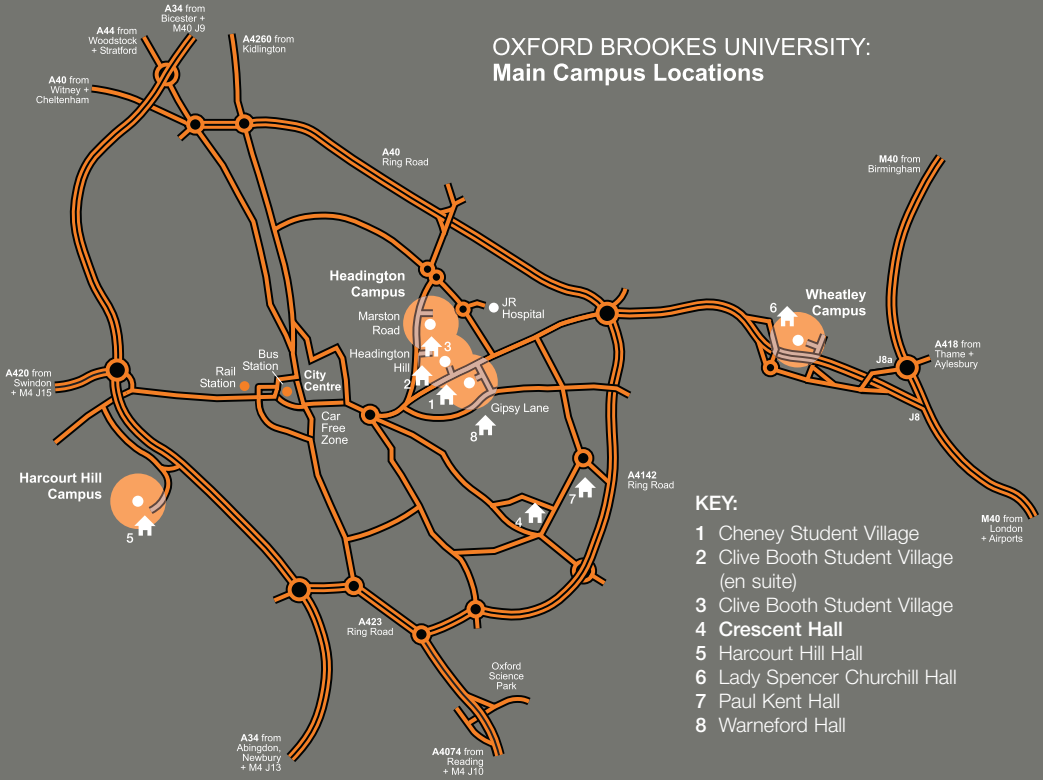 OXFORD BROOKES UNIVERSITY:
Main Campus Locations
A34 from
Bicester +
M40 J9
A44 from
Woodstock
+ Stratford
A4260 from
Kidlington
A40 from
Witney +
Cheltenham
A40
Ring Road
M40 from
Birmingham
Headington
Campus
Marston
Road
JR
Hospital
3
Headington
Hill
2
1
Gipsy Lane
8
6
Wheatley
Campus
J8a
A418 from
Thame +
Aylesbury
J8
Bus
Station
Rail
Station
City
Centre
Car
Free
Zone
A420 from
Swindon
+ M4 J15
Harcourt Hill
Campus
5
A4142
Ring Road
7
4
M40 from
London
+ Airports
A423
Ring Road
Oxford
Science
Park
A34 from
Abingdon,
Newbury
+ M4 J13
A4074 from
Reading
+ M4 J10
KEY:
1 Cheney Student Village
2 Clive Booth Student Village
(en suite)
3 Clive Booth Student Village
4 Crescent Hall
5 Harcourt Hill Hall
6 Lady Spencer Churchill Hall
7 Paul Kent Hall
8 Warneford Hall